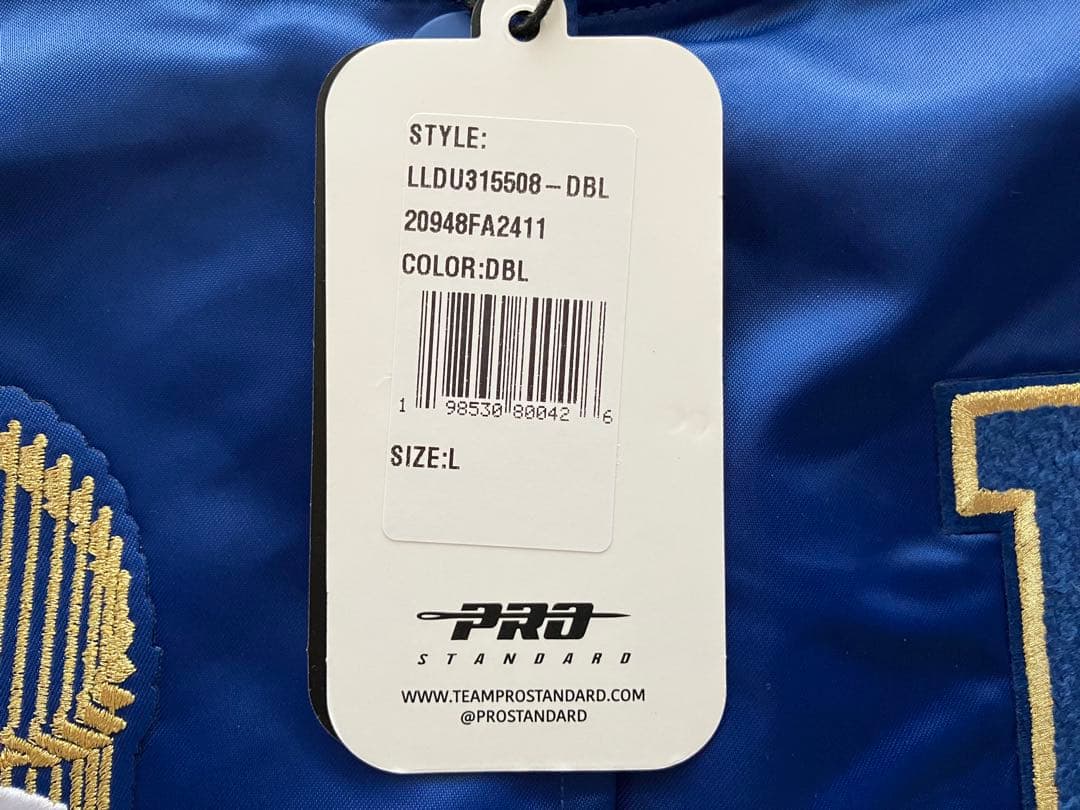 STYLE:
LLDU315508-DBL
20948FA2411
COLOR:DBL
1 98530 80042 6
SIZE:L
PRO
STANDARD
WWW.TEAMPROSTANDARD.COM
@PROSTANDARD